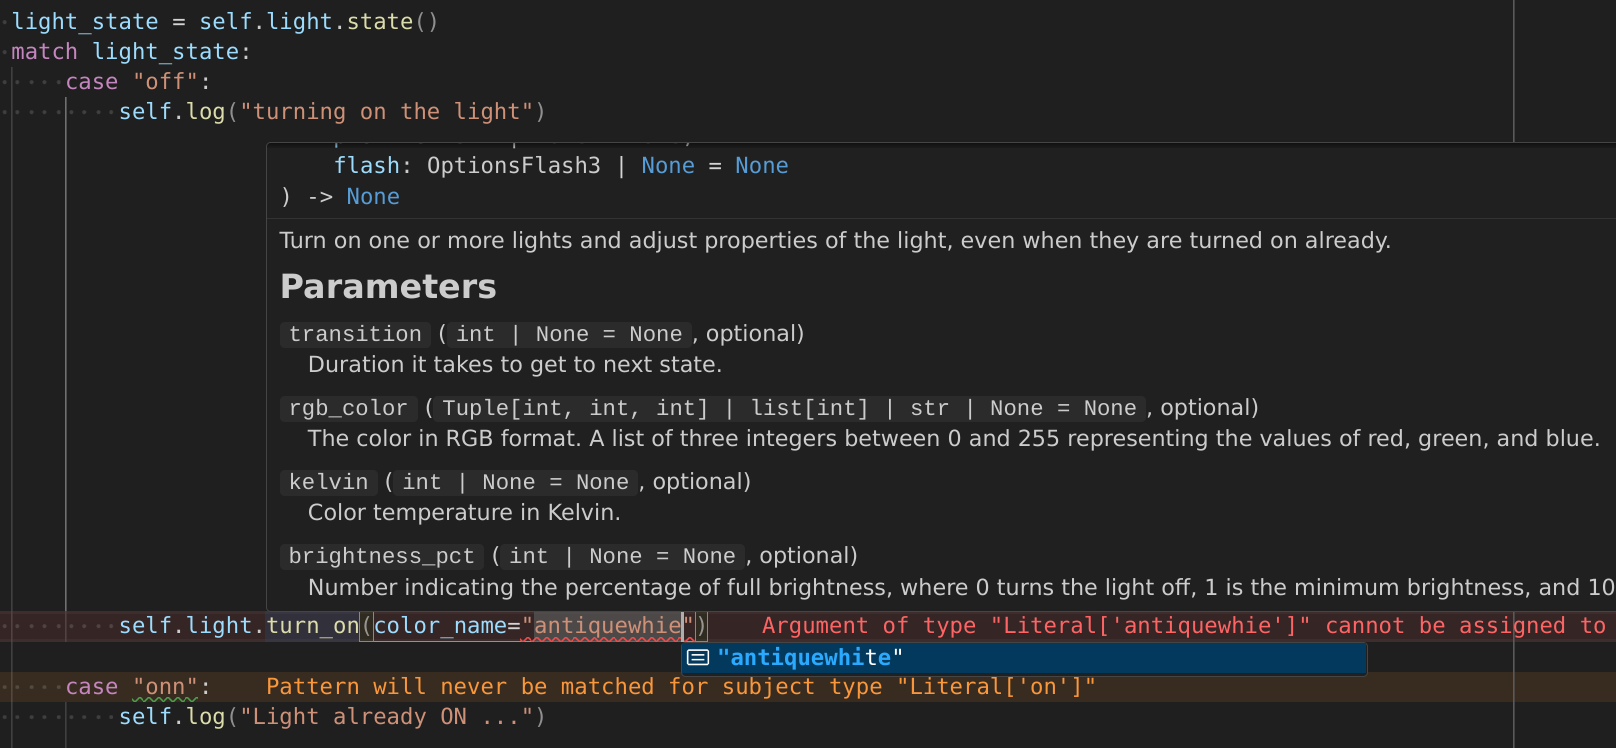 light_state = self.light.state()
match light_state:
case "off":
self.log("turning on the light")
flash: OptionsFlash3 | None = None
) -> None
Turn on one or more lights and adjust properties of the light, even when they are turned on already.
Parameters
transition (int | None = None, optional)
Duration it takes to get to next state.
rgb_color (Tuple[int, int, int] | list[int] | str | None = None, optional)
The color in RGB format. A list of three integers between 0 and 255 representing the values of red, green, and blue.
kelvin (int | None = None, optional)
Color temperature in Kelvin.
brightness_pct (int | None = None, optional)
Number indicating the percentage of full brightness, where 0 turns the light off, 1 is the minimum brightness, and 10
self.light.turn_on(color_name="antiquewhie") Argument of type "Literal['antiquewhie']" cannot be assigned to
"antiquewhite"
case "onn": Pattern will never be matched for subject type "Literal['on']"
self.log("Light already ON ...")